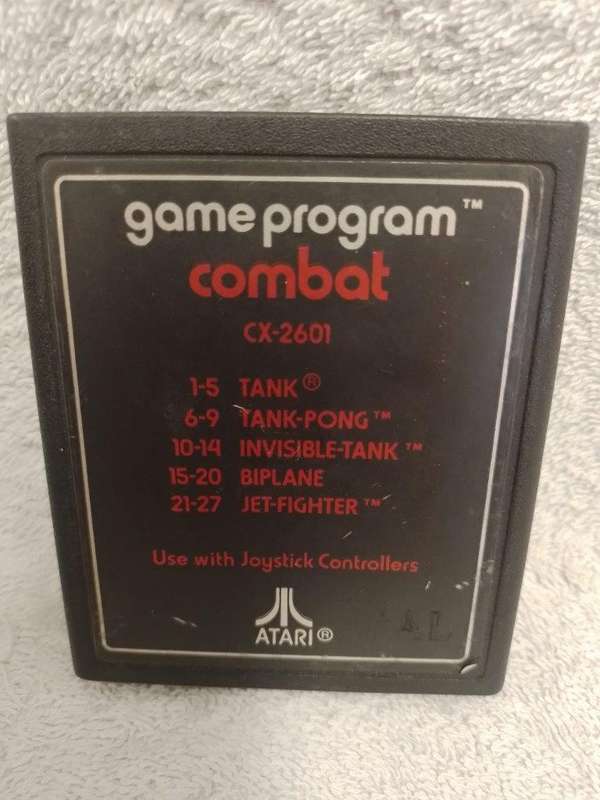 game program™
combat
CX-2601
1-5 TANK®
6-9 TANK-PONG™
10-14 INVISIBLE-TANK™
15-20 BIPLANE
21-27 JET-FIGHTER™
Use with Joystick Controllers
ATARI®
4L